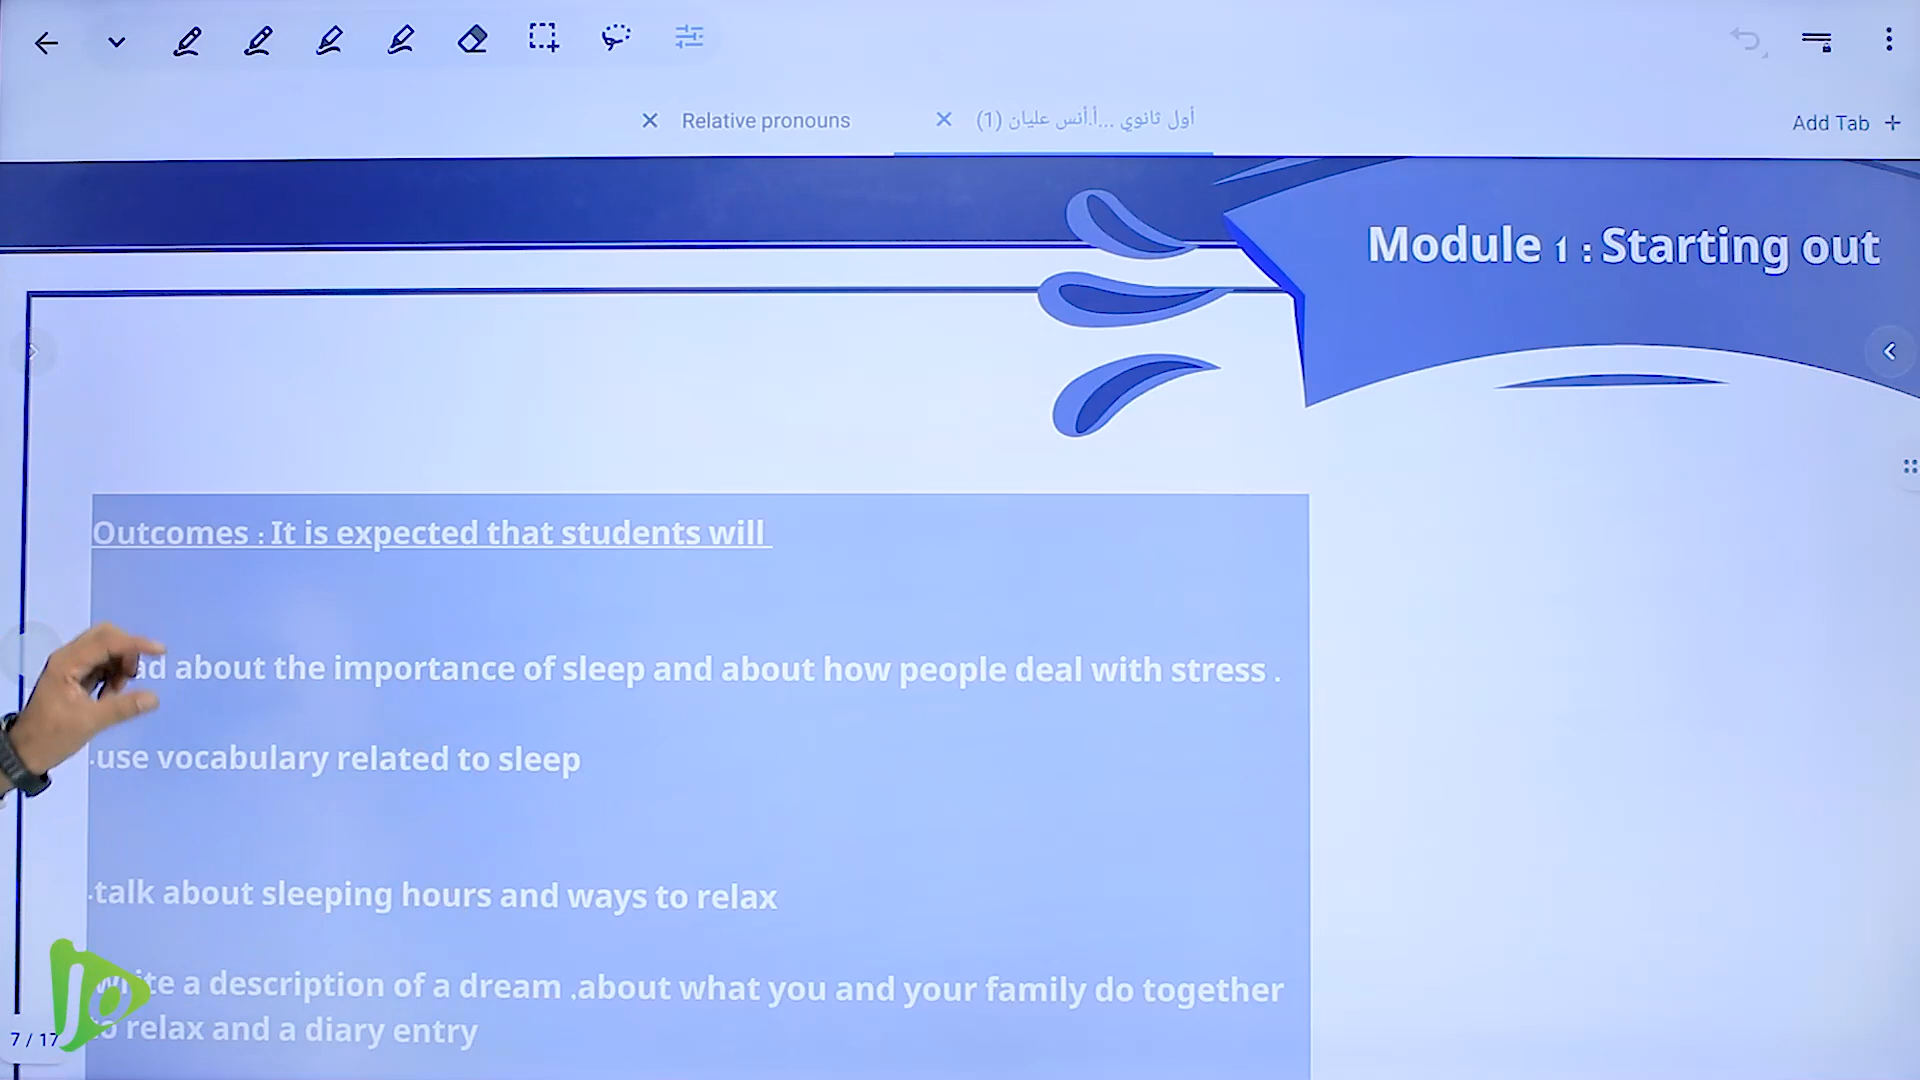 Relative pronouns
أول ثانوي ...أ.أنس عليان (1)
Add Tab
Module 1 : Starting out
Outcomes : It is expected that students will
about the importance of sleep and about how people deal with stress .
.use vocabulary related to sleep
.talk about sleeping hours and ways to relax
a description of a dream .about what you and your family do together
to relax and a diary entry
7 / 17
Jo